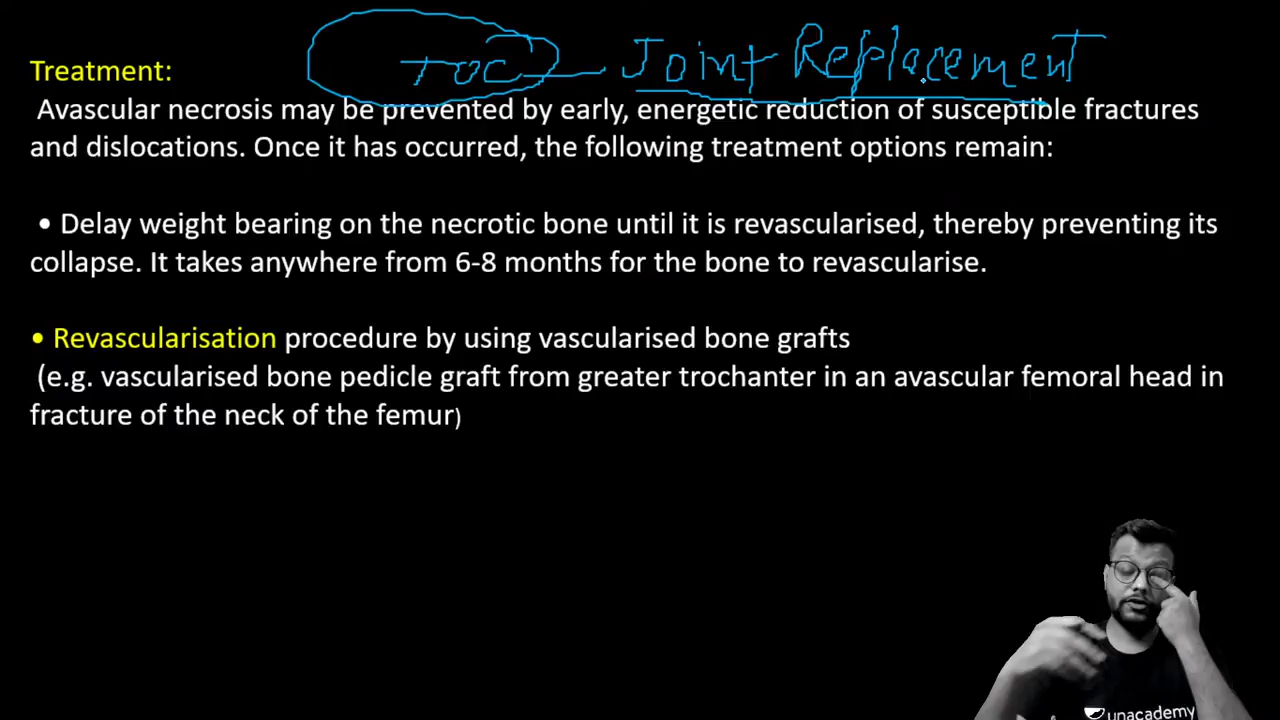 TOC - Joint Replacement
Treatment:
Avascular necrosis may be prevented by early, energetic reduction of susceptible fractures
and dislocations. Once it has occurred, the following treatment options remain:
• Delay weight bearing on the necrotic bone until it is revascularised, thereby preventing its
collapse. It takes anywhere from 6-8 months for the bone to revascularise.
• Revascularisation procedure by using vascularised bone grafts
(e.g. vascularised bone pedicle graft from greater trochanter in an avascular femoral head in
fracture of the neck of the femur)
unacademy